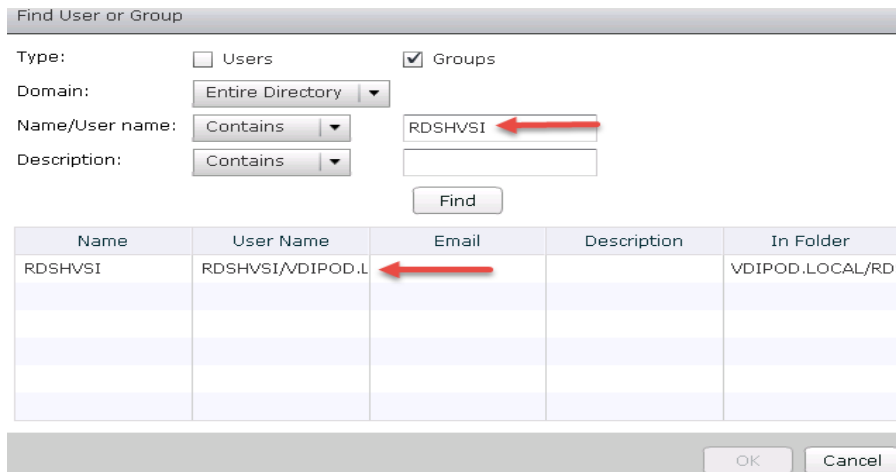 Find User or Group
Type: Users Groups
Domain: Entire Directory
Name/User name: Contains RDSHVSI
Description: Contains
Find
Name User Name Email Description In Folder
RDSHVSI RDSHVSI/VDIPOD.L VDIPOD.LOCAL/RD
OK Cancel